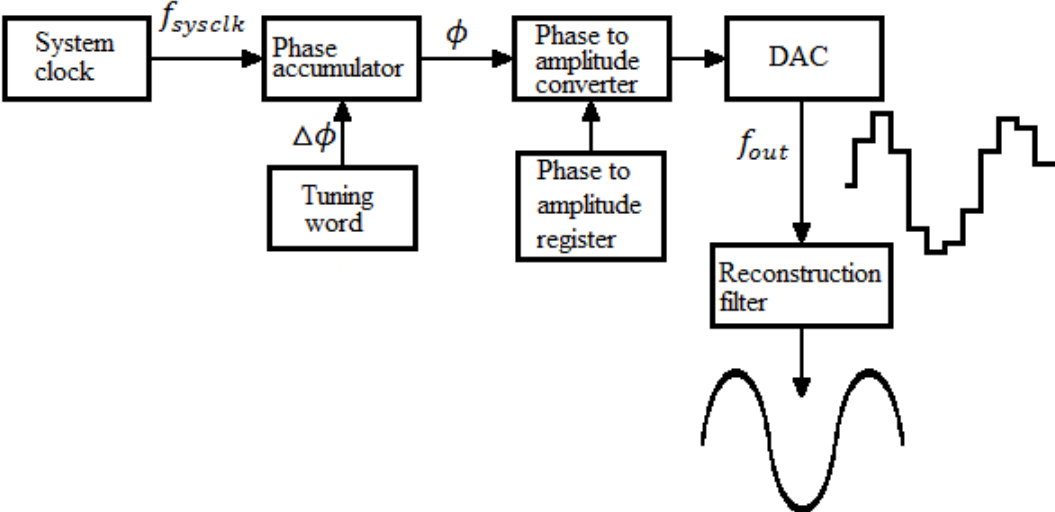 System
clock
f_sysclk
Phase
accumulator
ϕ
Phase to
amplitude
converter
DAC
Δϕ
Tuning
word
Phase to
amplitude
register
f_out
Reconstruction
filter